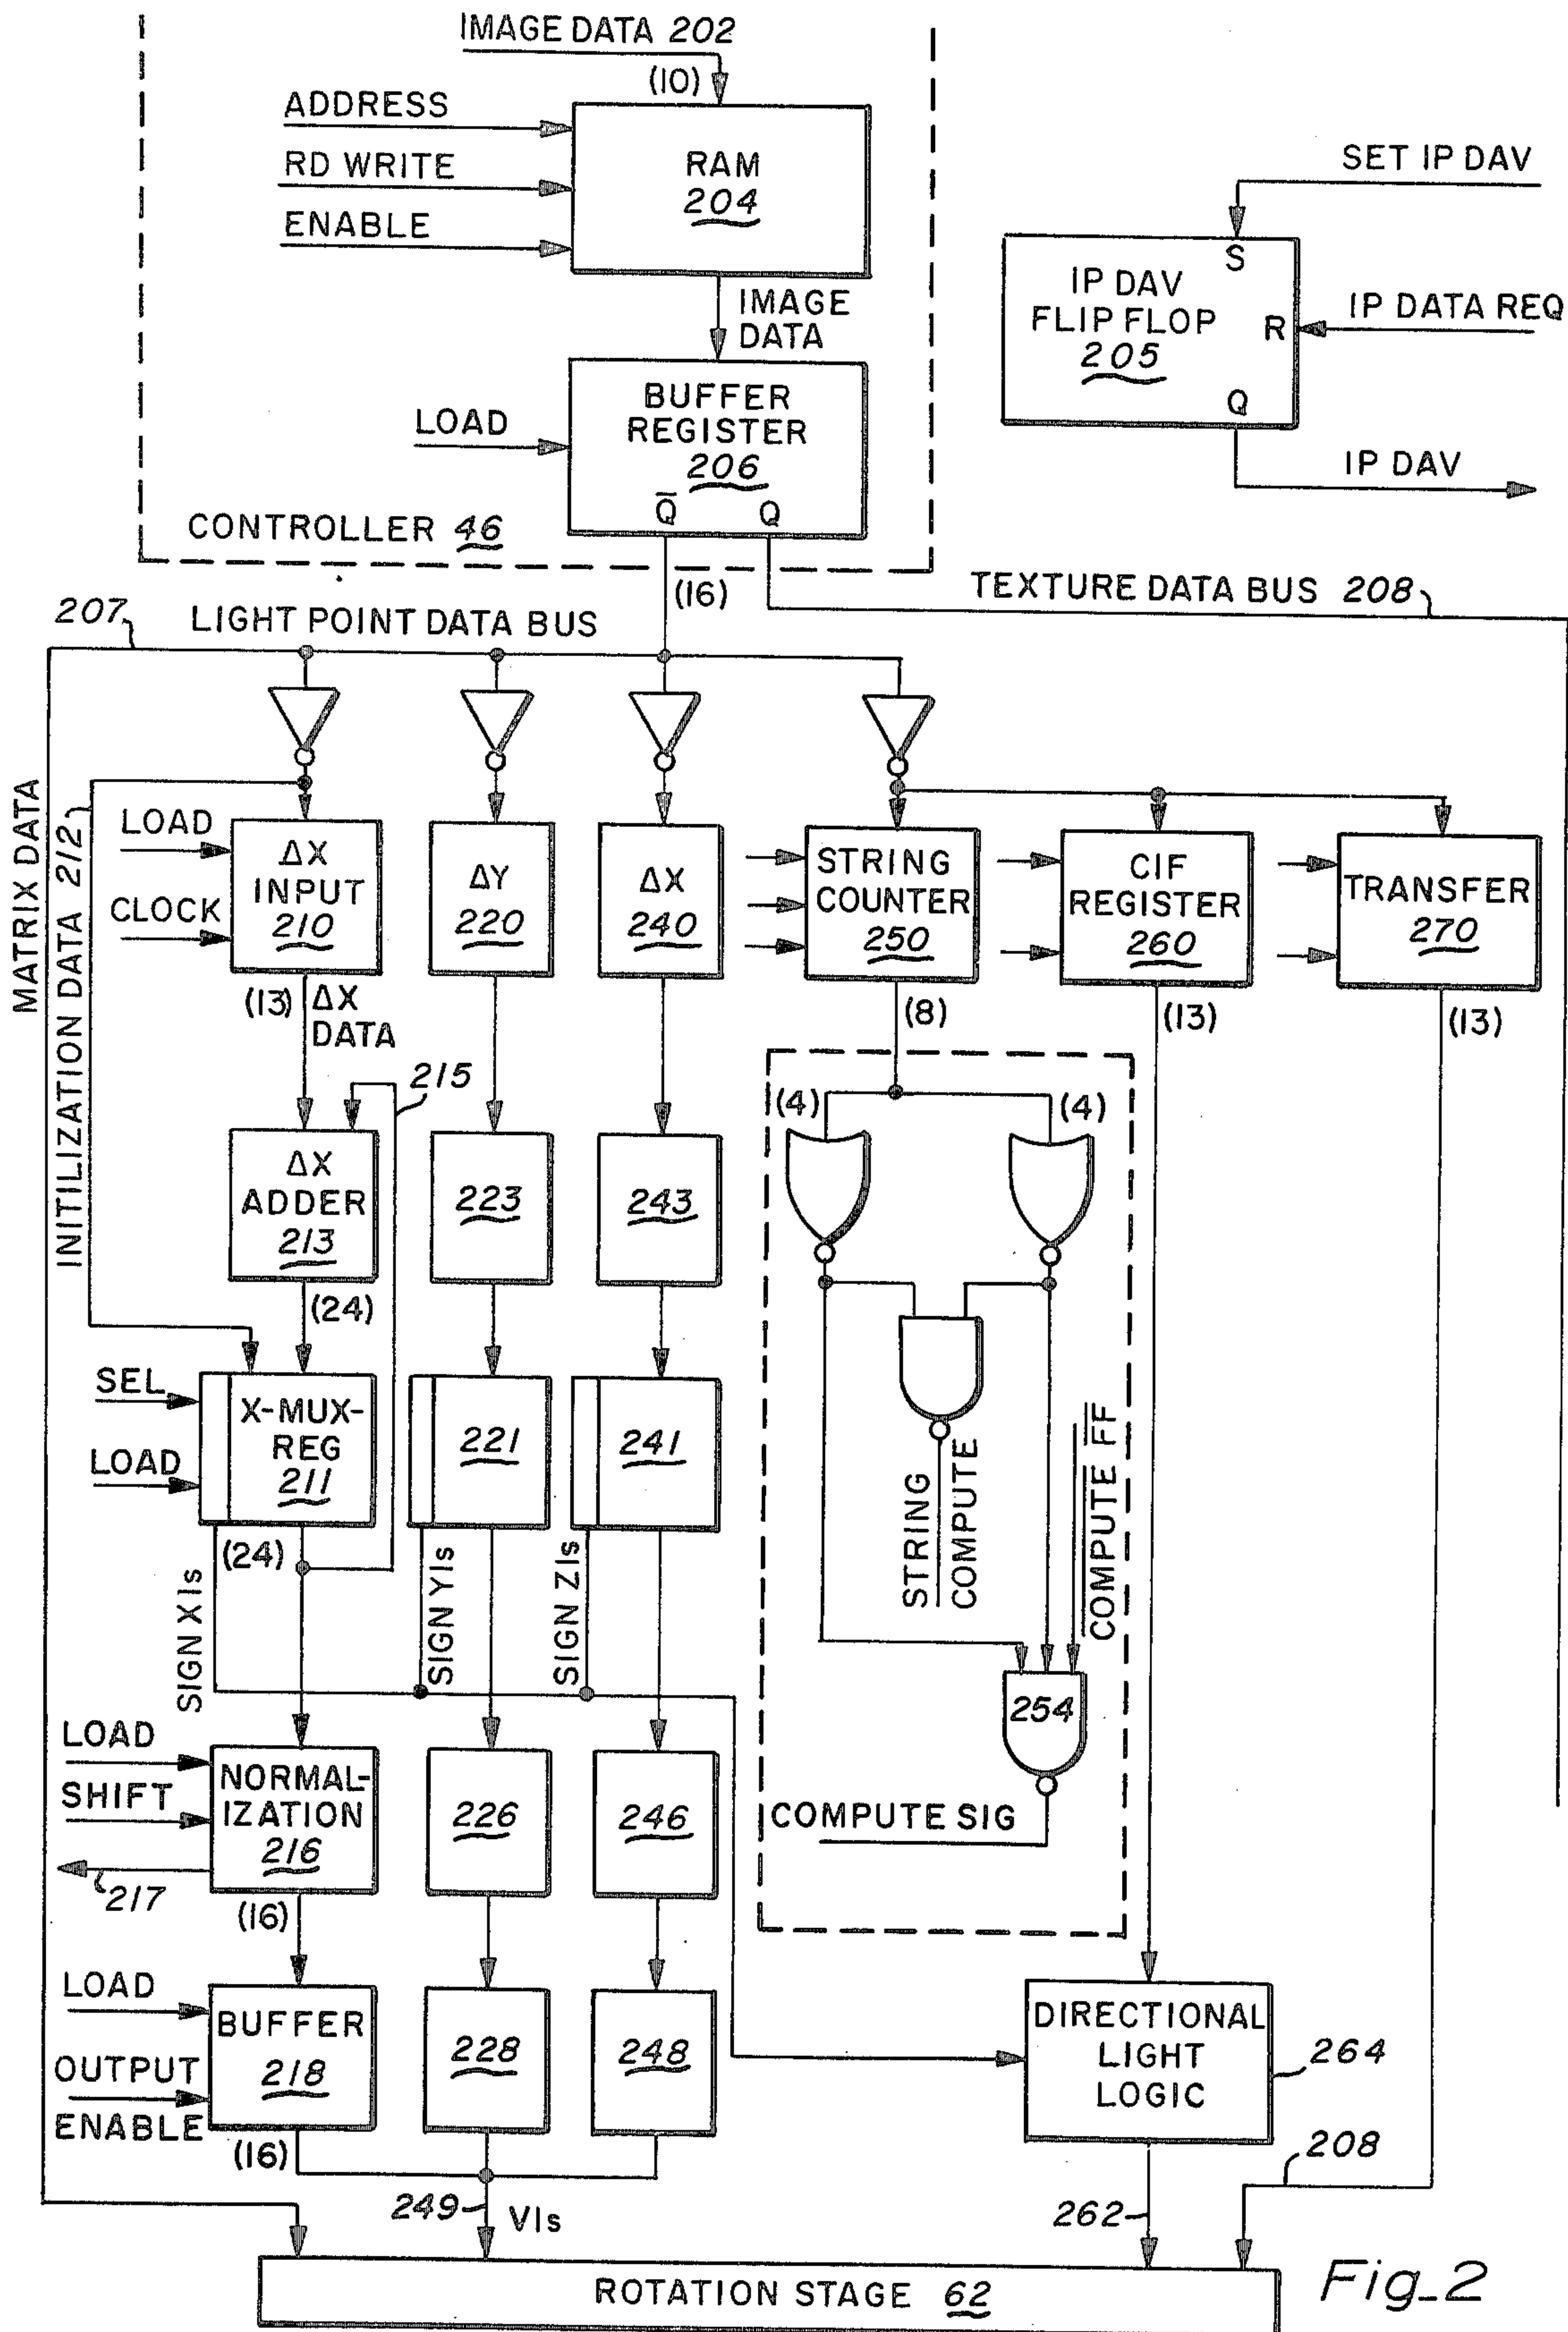 IMAGE DATA 202
(10)
ADDRESS
RD WRITE
ENABLE
RAM
204
IMAGE
DATA
LOAD
BUFFER
REGISTER
206
Q̅ Q
CONTROLLER 46
SET IP DAV
S
IP DAV
FLIP FLOP
205
R
IP DATA REQ
Q
IP DAV
(16)
TEXTURE DATA BUS 208
207
LIGHT POINT DATA BUS
MATRIX DATA
INITILIZATION DATA 212
LOAD
CLOCK
ΔX
INPUT
210
ΔY
220
ΔX
240
STRING
COUNTER
250
CIF
REGISTER
260
TRANSFER
270
(13)
ΔX
DATA
(8)
(13)
(13)
215
(4)
(4)
ΔX
ADDER
213
223
243
(24)
SEL
LOAD
X-MUX-
REG
211
221
241
STRING
COMPUTE
COMPUTE F̅F̅
(24)
SIGN XIs
SIGN YIs
SIGN ZIs
254
LOAD
SHIFT
217
NORMAL-
IZATION
216
226
246
COMPUTE SIG
(16)
LOAD
OUTPUT
ENABLE
BUFFER
218
228
248
DIRECTIONAL
LIGHT
LOGIC
264
(16)
208
249
VIs
262
ROTATION STAGE 62
Fig_2